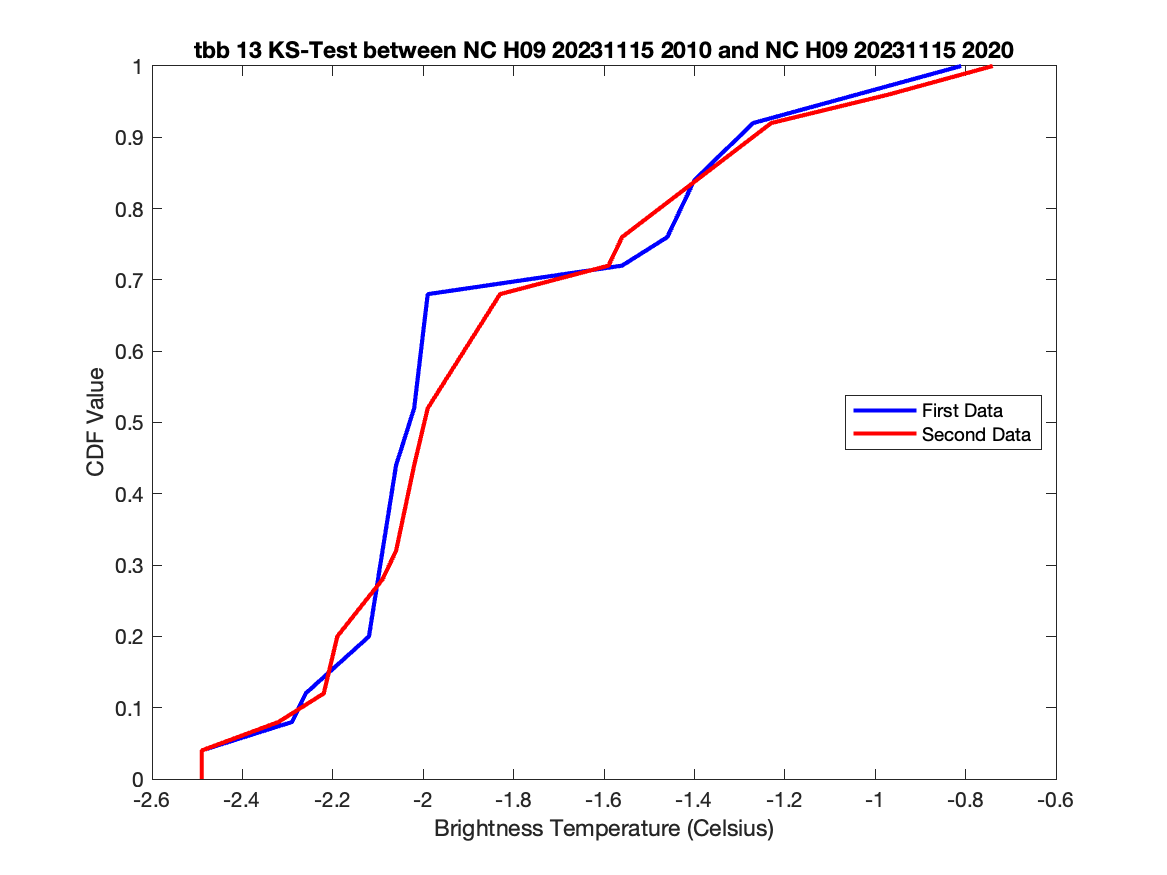 tbb 13 KS-Test between NC H09 20231115 2010 and NC H09 20231115 2020
1
0.9
0.8
0.7
0.6
0.5
0.4
0.3
0.2
0.1
0
CDF Value
First Data
Second Data
-2.6 -2.4 -2.2 -2 -1.8 -1.6 -1.4 -1.2 -1 -0.8 -0.6
Brightness Temperature (Celsius)